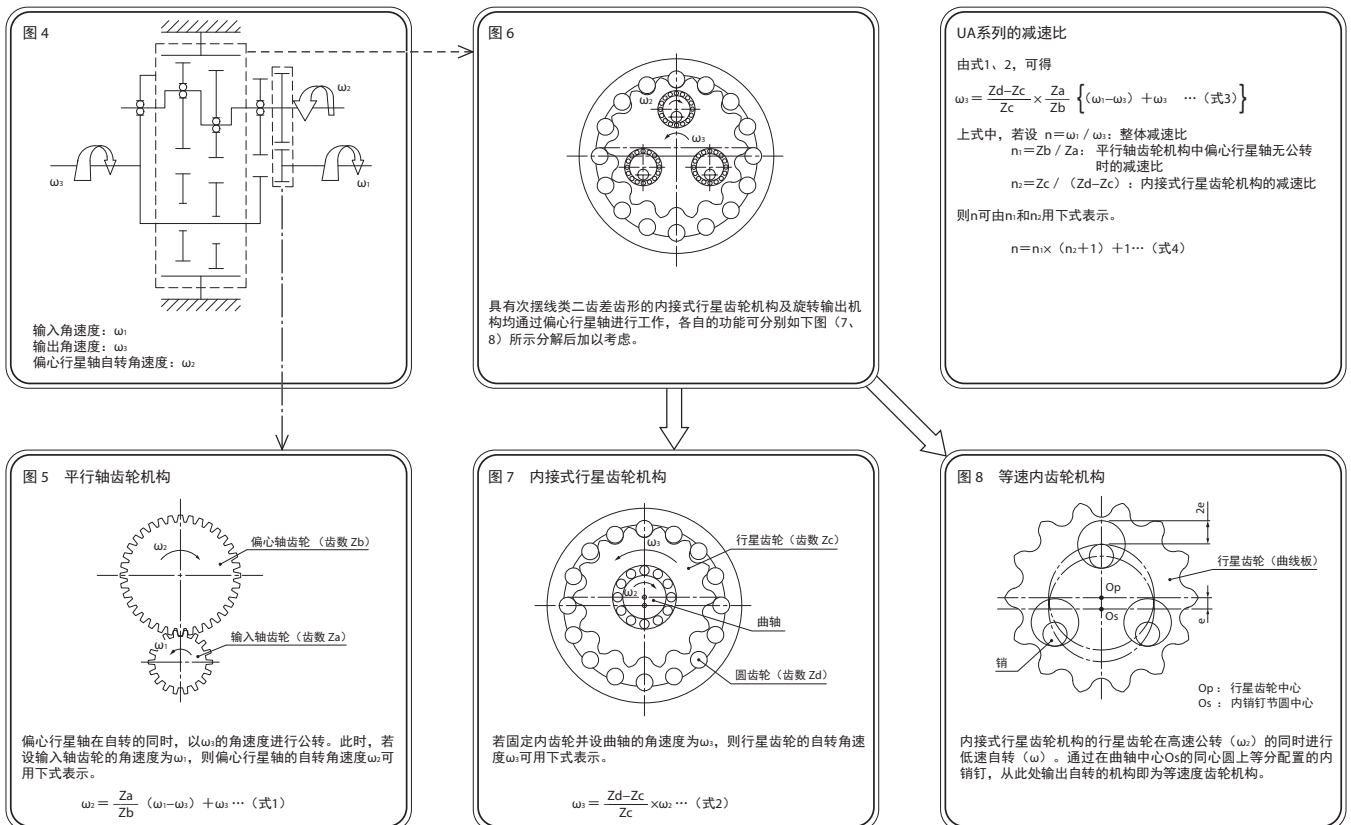 图 4
ω₂
ω₃
ω₁
输入角速度：ω₁
输出角速度：ω₃
偏心行星轴自转角速度：ω₂
图 6
ω₂
ω₃
具有次摆线类二齿差齿形的内接式行星齿轮机构及旋转输出机
构均通过偏心行星轴进行工作，各自的功能可分别如下图（7、
8）所示分解后加以考虑。
UA系列的减速比
由式1、2，可得
ω₃＝(Zd−Zc)/Zc × Za/Zb {（ω₁−ω₃）＋ω₃ …（式3）}
上式中，若设 n＝ω₁ / ω₃：整体减速比
n₁＝Zb / Za： 平行轴齿轮机构中偏心行星轴无公转
时的减速比
n₂＝Zc / （Zd−Zc）：内接式行星齿轮机构的减速比
则n可由n₁和n₂用下式表示。
n＝n₁×（n₂＋1）＋1…（式4）
图 5 平行轴齿轮机构
ω₂
偏心轴齿轮（齿数 Zb）
ω₁
输入轴齿轮（齿数 Za）
偏心行星轴在自转的同时，以ω₃的角速度进行公转。此时，若
设输入轴齿轮的角速度为ω₁，则偏心行星轴的自转角速度ω₂可
用下式表示。
ω₂＝ Za/Zb （ω₁−ω₃）＋ω₃ …（式1）
图 7 内接式行星齿轮机构
ω₃
行星齿轮（齿数 Zc）
ω₂
曲轴
圆齿轮（齿数 Zd）
若固定内齿轮并设曲轴的角速度为ω₃，则行星齿轮的自转角速
度ω₃可用下式表示。
ω₃＝ (Zd−Zc)/Zc ×ω₂ …（式2）
图 8 等速内齿轮机构
2e
行星齿轮（曲线板）
Op
Os
e
销
Op： 行星齿轮中心
Os： 内销钉节圆中心
内接式行星齿轮机构的行星齿轮在高速公转（ω₂）的同时进行
低速自转（ω）。通过在曲轴中心Os的同心圆上等分配置的内
销钉，从此处输出自转的机构即为等速度齿轮机构。